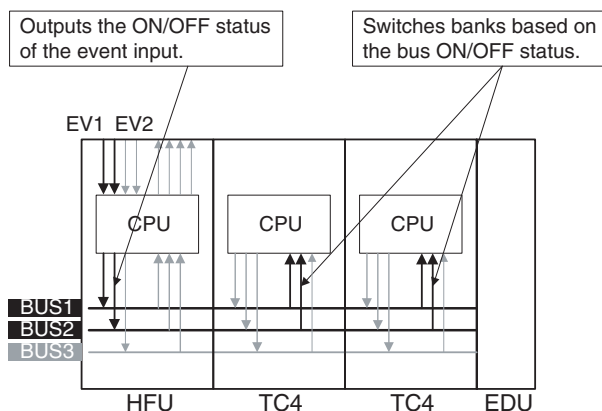 Outputs the ON/OFF status
of the event input.
Switches banks based on
the bus ON/OFF status.
EV1 EV2
CPU CPU CPU
BUS1
BUS2
BUS3
HFU TC4 TC4 EDU